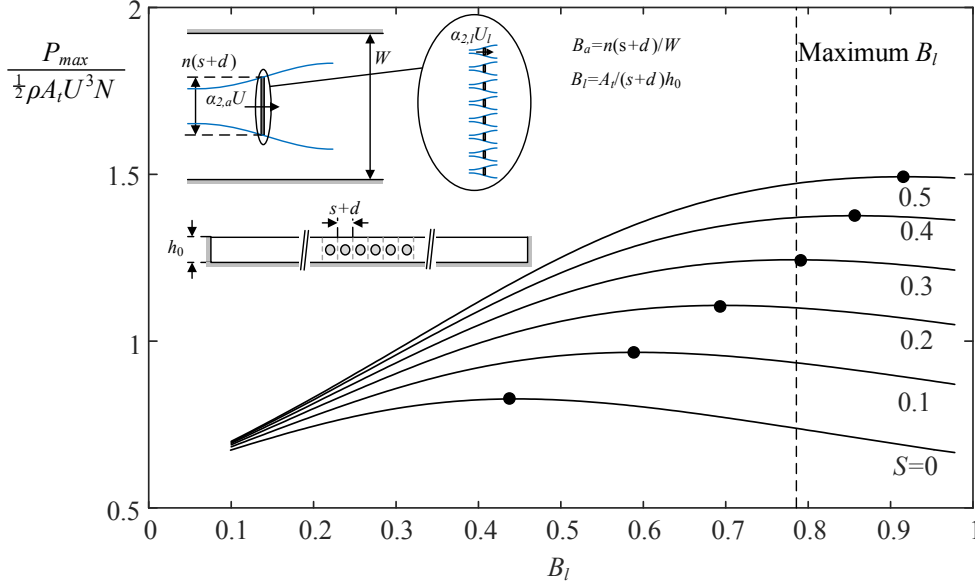 P_max
½ρA_tU³N
2
1.5
1
0.5
0
0.1
0.2
0.3
0.4
0.5
0.6
0.7
0.8
0.9
1
B_l
n(s+d)
α_{2,a}U
W
α_{2,l}U_l
B_a=n(s+d)/W
B_l=A_t/(s+d)h_0
Maximum B_l
s+d
h_0
0.5
0.4
0.3
0.2
0.1
S=0